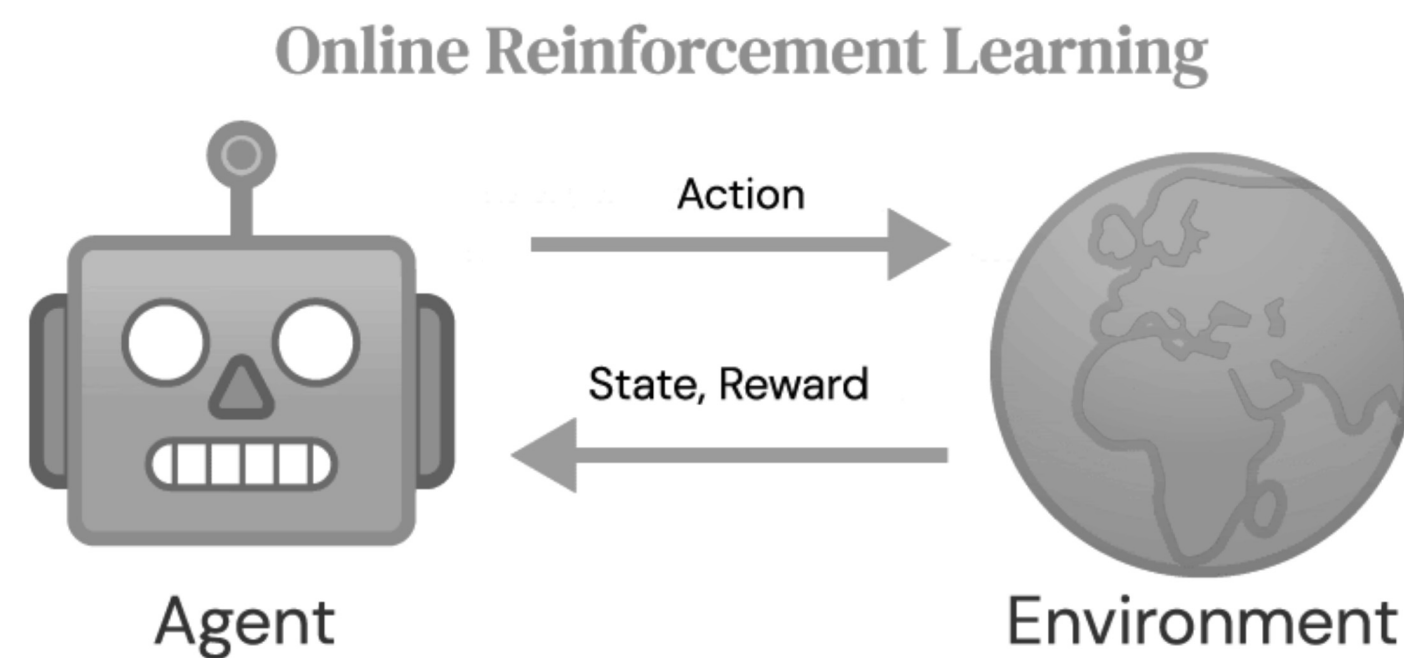 Online Reinforcement Learning
Action
State, Reward
Agent
Environment